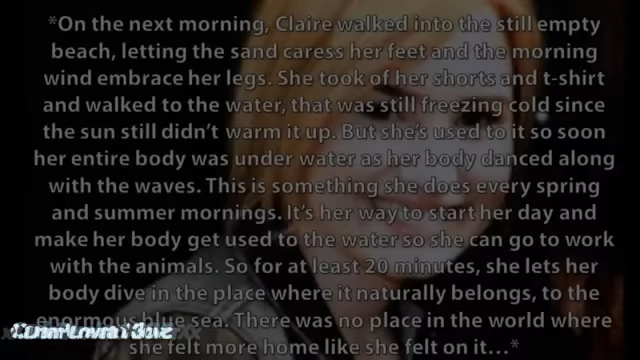 *On the next morning, Claire walked into the still empty
beach, letting the sand caress her feet and the morning
wind embrace her legs. She took of her shorts and t-shirt
and walked to the water, that was still freezing cold since
the sun still didn't warm it up. But she's used to it so soon
her entire body was under water as her body danced along
with the waves. This is something she does every spring
and summer mornings. It's her way to start her day and
make her body get used to the water so she can go to work
with the animals. So for at least 20 minutes, she lets her
body dive in the place where it naturally belongs, to the
enormous blue sea. There was no place in the world where
she felt more home like she felt on it...*